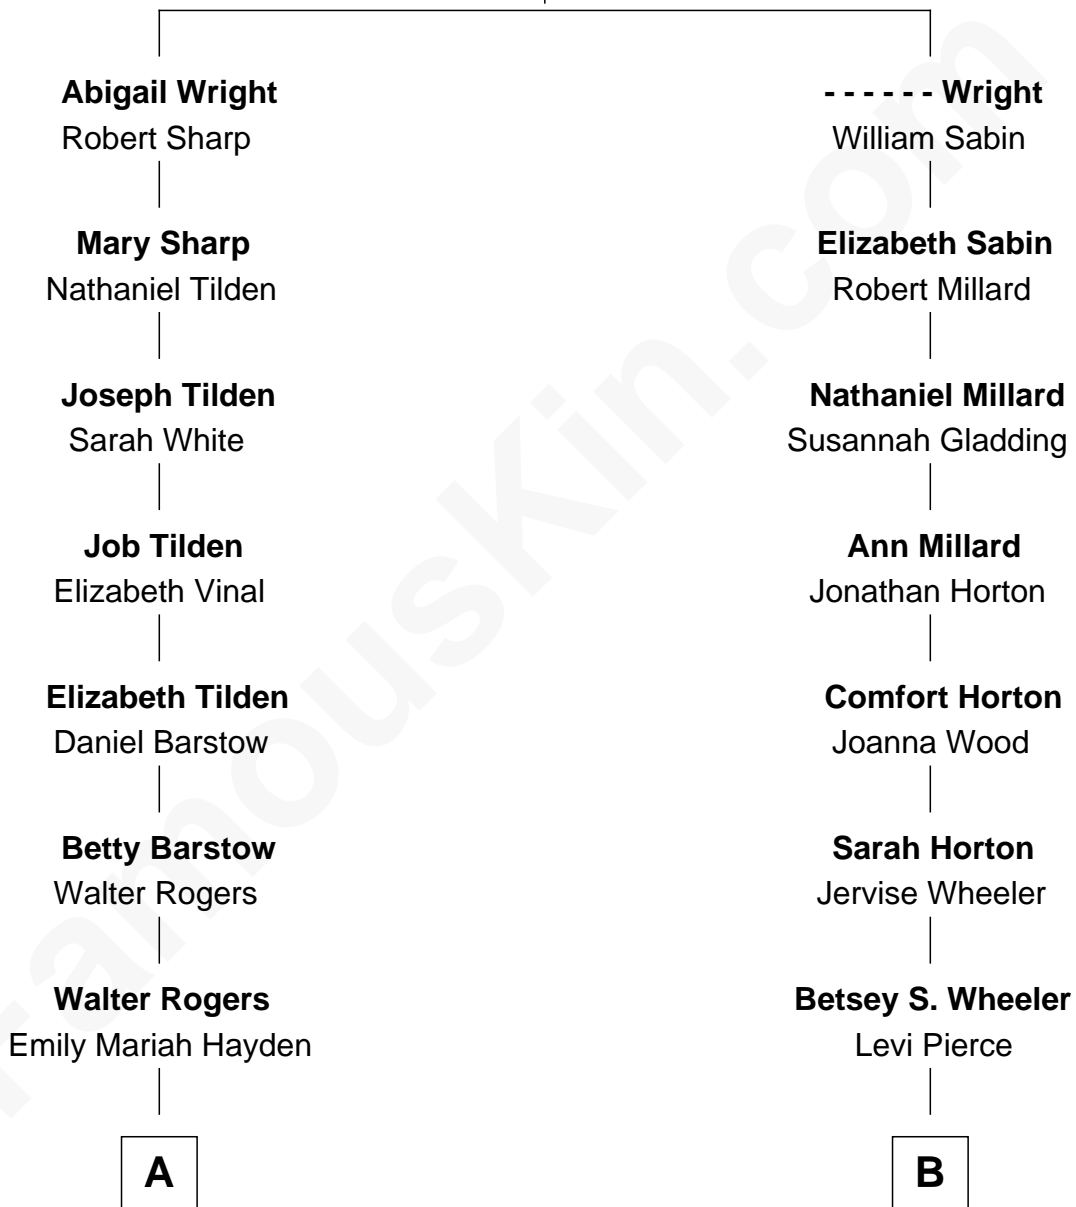 Abigail Wright
Robert Sharp
Mary Sharp
Nathaniel Tilden
Joseph Tilden
Sarah White
Job Tilden
Elizabeth Vinal
Elizabeth Tilden
Daniel Barstow
Betty Barstow
Walter Rogers
Walter Rogers
Emily Mariah Hayden
A
- - - - - - Wright
William Sabin
Elizabeth Sabin
Robert Millard
Nathaniel Millard
Susannah Gladding
Ann Millard
Jonathan Horton
Comfort Horton
Joanna Wood
Sarah Horton
Jervise Wheeler
Betsey S. Wheeler
Levi Pierce
B
FamousKin.com